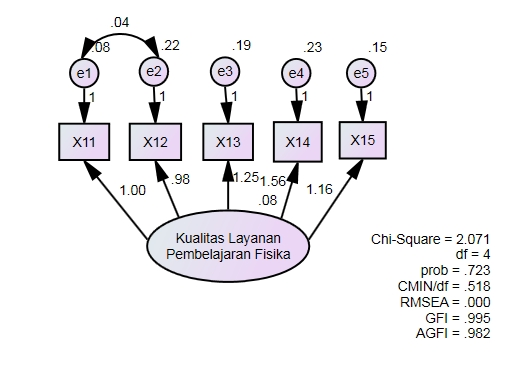 .04
.08
.22
.19
.23
.15
e1
e2
e3
e4
e5
1
1
1
1
1
X11
X12
X13
X14
X15
1.00
.98
1.25
1.56
1.16
.08
Kualitas Layanan
Pembelajaran Fisika
Chi-Square = 2.071
df = 4
prob = .723
CMIN/df = .518
RMSEA = .000
GFI = .995
AGFI = .982